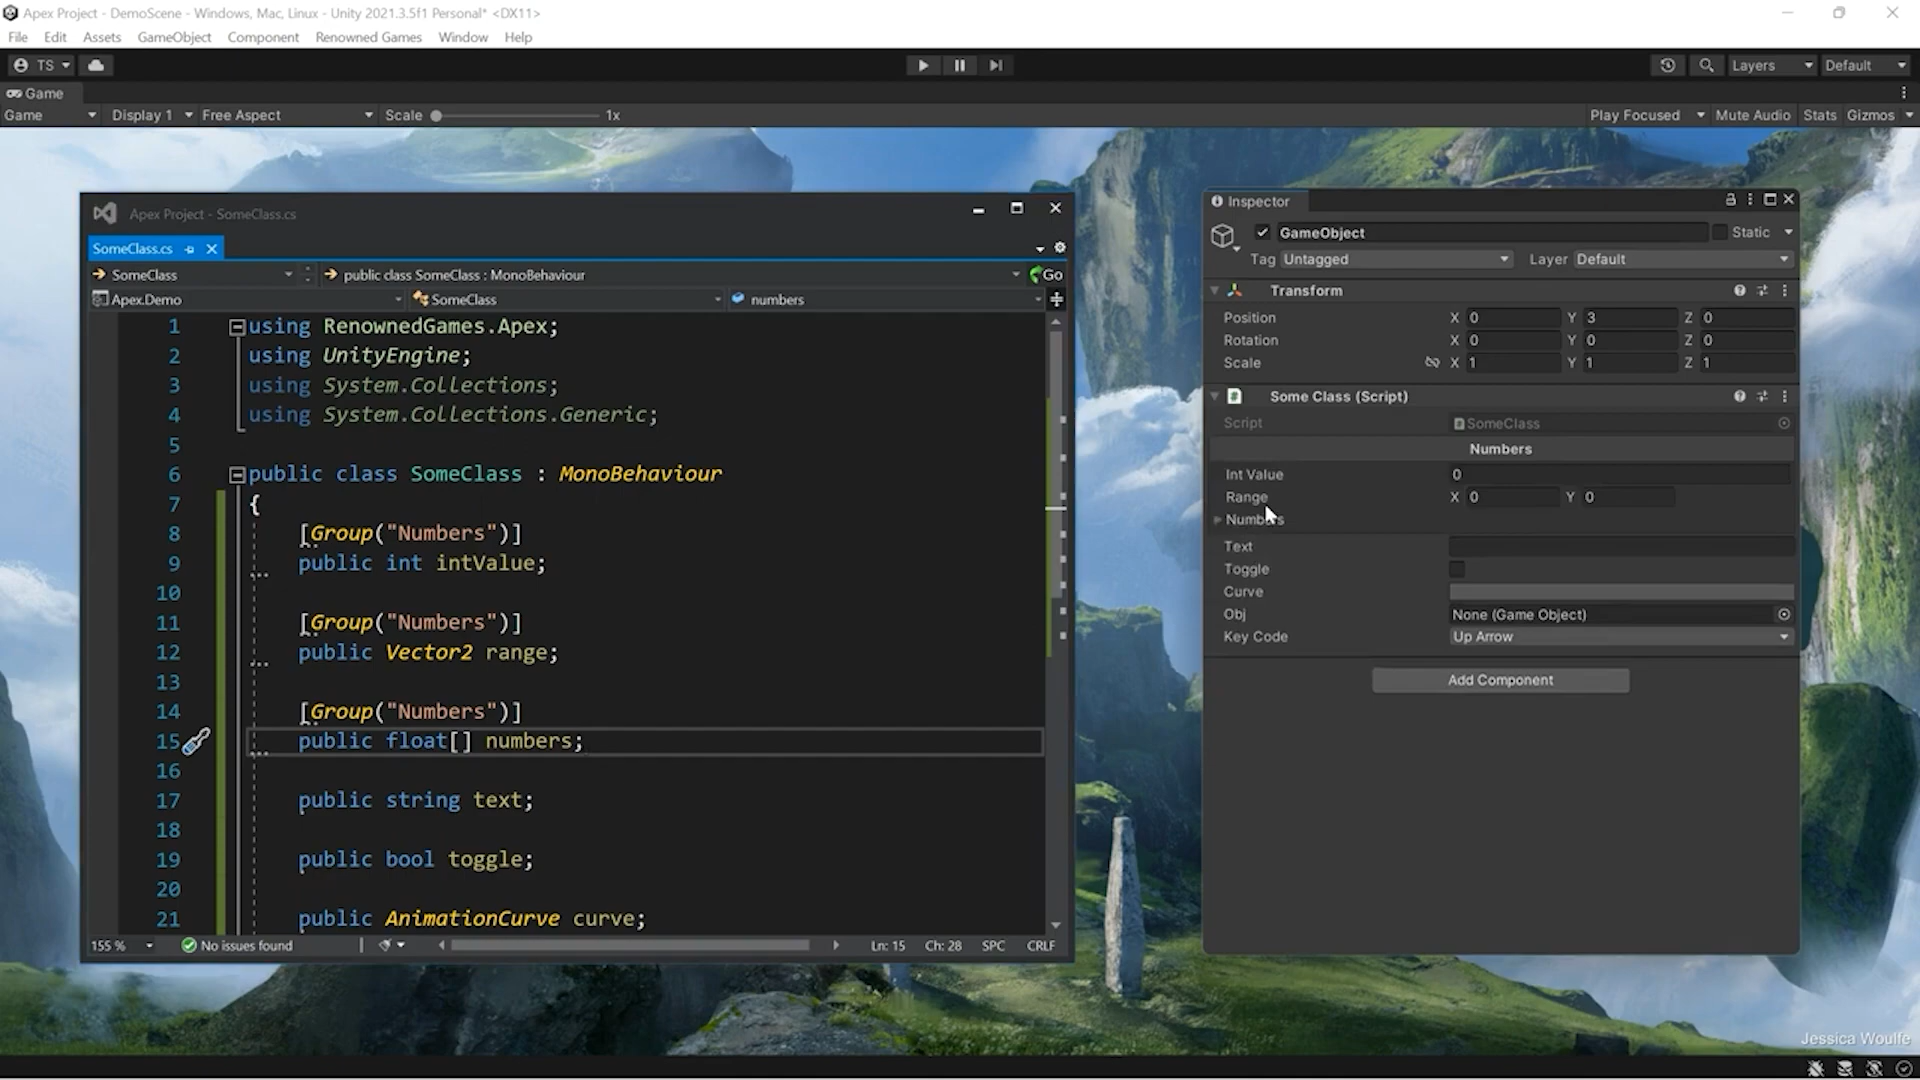 Apex Project - DemoScene - Windows, Mac, Linux - Unity 2021.3.5f1 Personal* <DX11>
File Edit Assets GameObject Component Renowned Games Window Help
TS Layers Default
Game
Game Display 1 Free Aspect Scale 1x Play Focused Mute Audio Stats Gizmos
Apex Project - SomeClass.cs
SomeClass.cs
SomeClass public class SomeClass : MonoBehaviour Go
Apex.Demo SomeClass numbers
1 using RenownedGames.Apex;
2 using UnityEngine;
3 using System.Collections;
4 using System.Collections.Generic;
5
6 public class SomeClass : MonoBehaviour
7 {
8 [Group("Numbers")]
9 public int intValue;
10
11 [Group("Numbers")]
12 public Vector2 range;
13
14 [Group("Numbers")]
15 public float[] numbers;
16
17 public string text;
18
19 public bool toggle;
20
21 public AnimationCurve curve;
155 % No issues found Ln: 15 Ch: 28 SPC CRLF
Inspector
GameObject Static
Tag Untagged Layer Default
Transform
Position X 0 Y 3 Z 0
Rotation X 0 Y 0 Z 0
Scale X 1 Y 1 Z 1
Some Class (Script)
Script SomeClass
Numbers
Int Value 0
Range X 0 Y 0
Numbers
Text
Toggle
Curve
Obj None (Game Object)
Key Code Up Arrow
Add Component
Jessica Woulfe